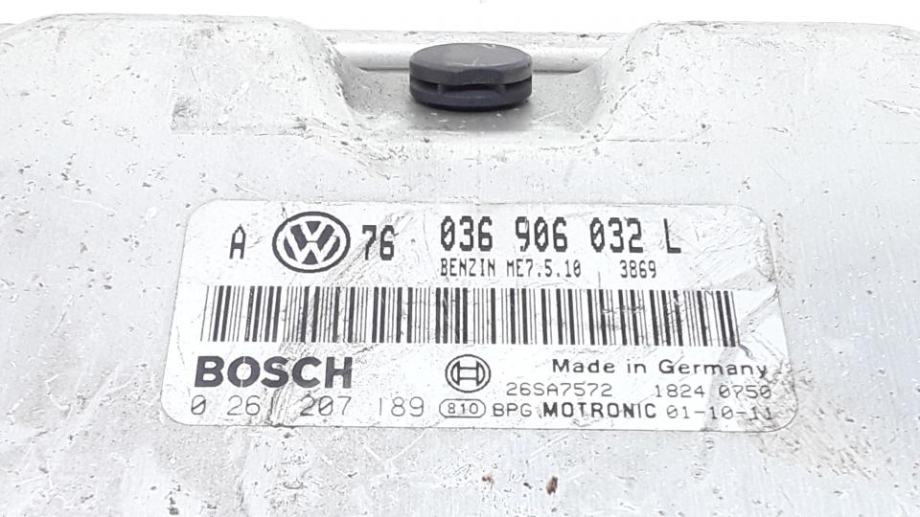 A VW 76 036 906 032 L
BENZIN ME7.5.10 3869
BOSCH Made in Germany
26SA7572 1824 0750
0 261 207 189 810 BPG MOTRONIC 01-10-11